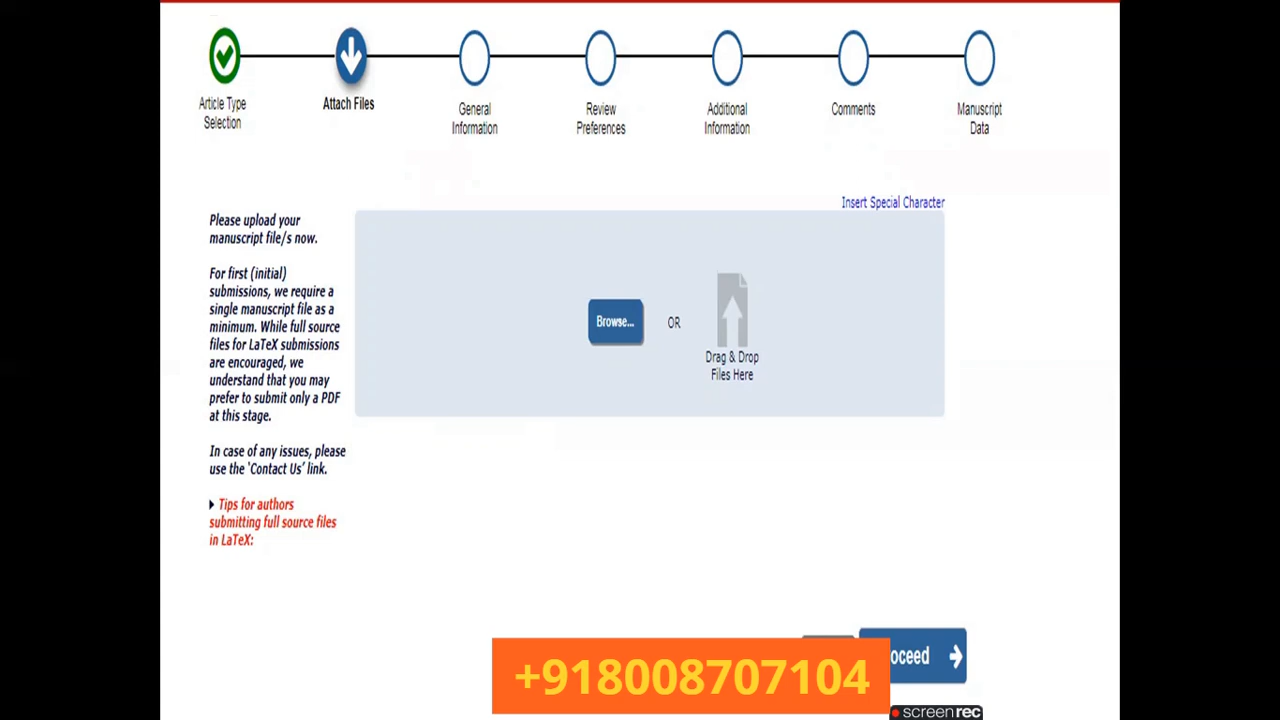 Article Type
Selection
Attach Files
General
Information
Review
Preferences
Additional
Information
Comments
Manuscript
Data
Insert Special Character
Please upload your
manuscript file/s now.
For first (initial)
submissions, we require a
single manuscript file as a
minimum. While full source
files for LaTeX submissions
are encouraged, we
understand that you may
prefer to submit only a PDF
at this stage.
In case of any issues, please
use the 'Contact Us' link.
Tips for authors
submitting full source files
in LaTeX:
Browse...
OR
Drag & Drop
Files Here
oceed
+918008707104
screenrec